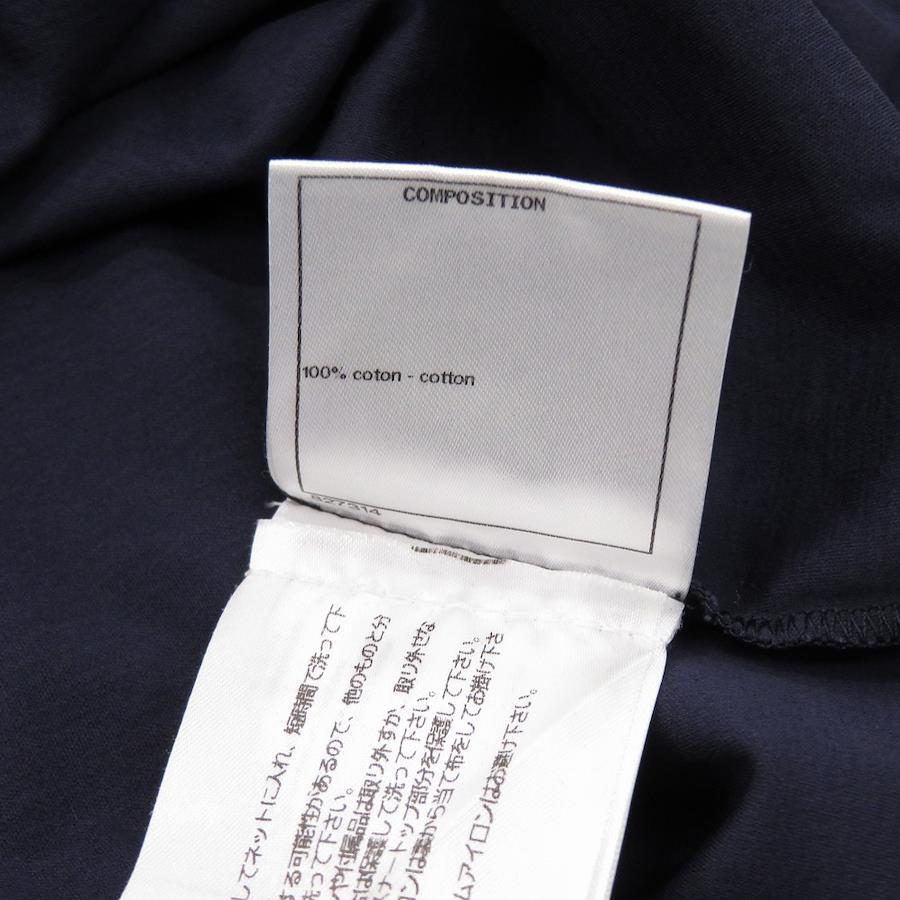 COMPOSITION
100% coton - cotton
827314
してネットに入れ、短時間で洗って下
する可能性があるので、他のものと分
洗って下さい。
や付属品は取り外すか、取り外せな
は保護して洗って下さい。
ナートップ部分を保護して下さい。
ンは裏から当て布をしてお掛け下さ
ムアイロンはお避け下さい。